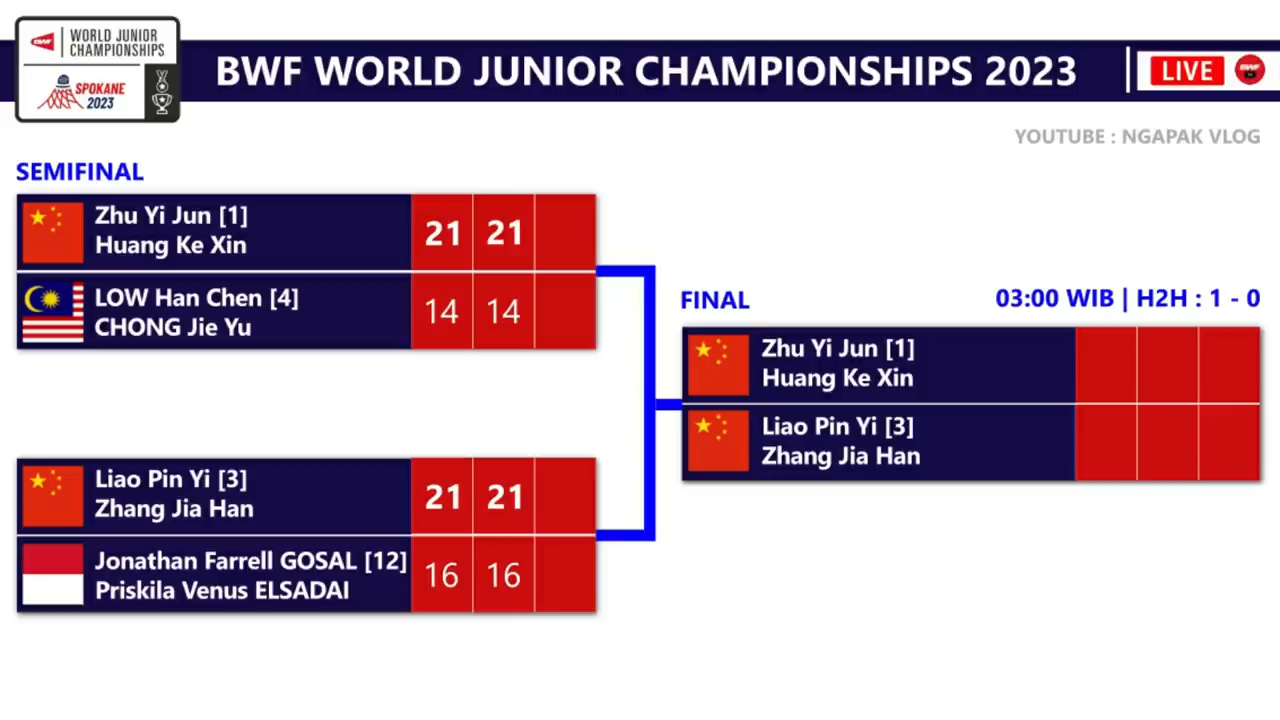 WORLD JUNIOR
CHAMPIONSHIPS
SPOKANE
2023
BWF WORLD JUNIOR CHAMPIONSHIPS 2023
LIVE
YOUTUBE : NGAPAK VLOG
SEMIFINAL
Zhu Yi Jun [1]
Huang Ke Xin
21 21
LOW Han Chen [4]
CHONG Jie Yu
14 14
Liao Pin Yi [3]
Zhang Jia Han
21 21
Jonathan Farrell GOSAL [12]
Priskila Venus ELSADAI
16 16
FINAL
03:00 WIB | H2H : 1 - 0
Zhu Yi Jun [1]
Huang Ke Xin
Liao Pin Yi [3]
Zhang Jia Han